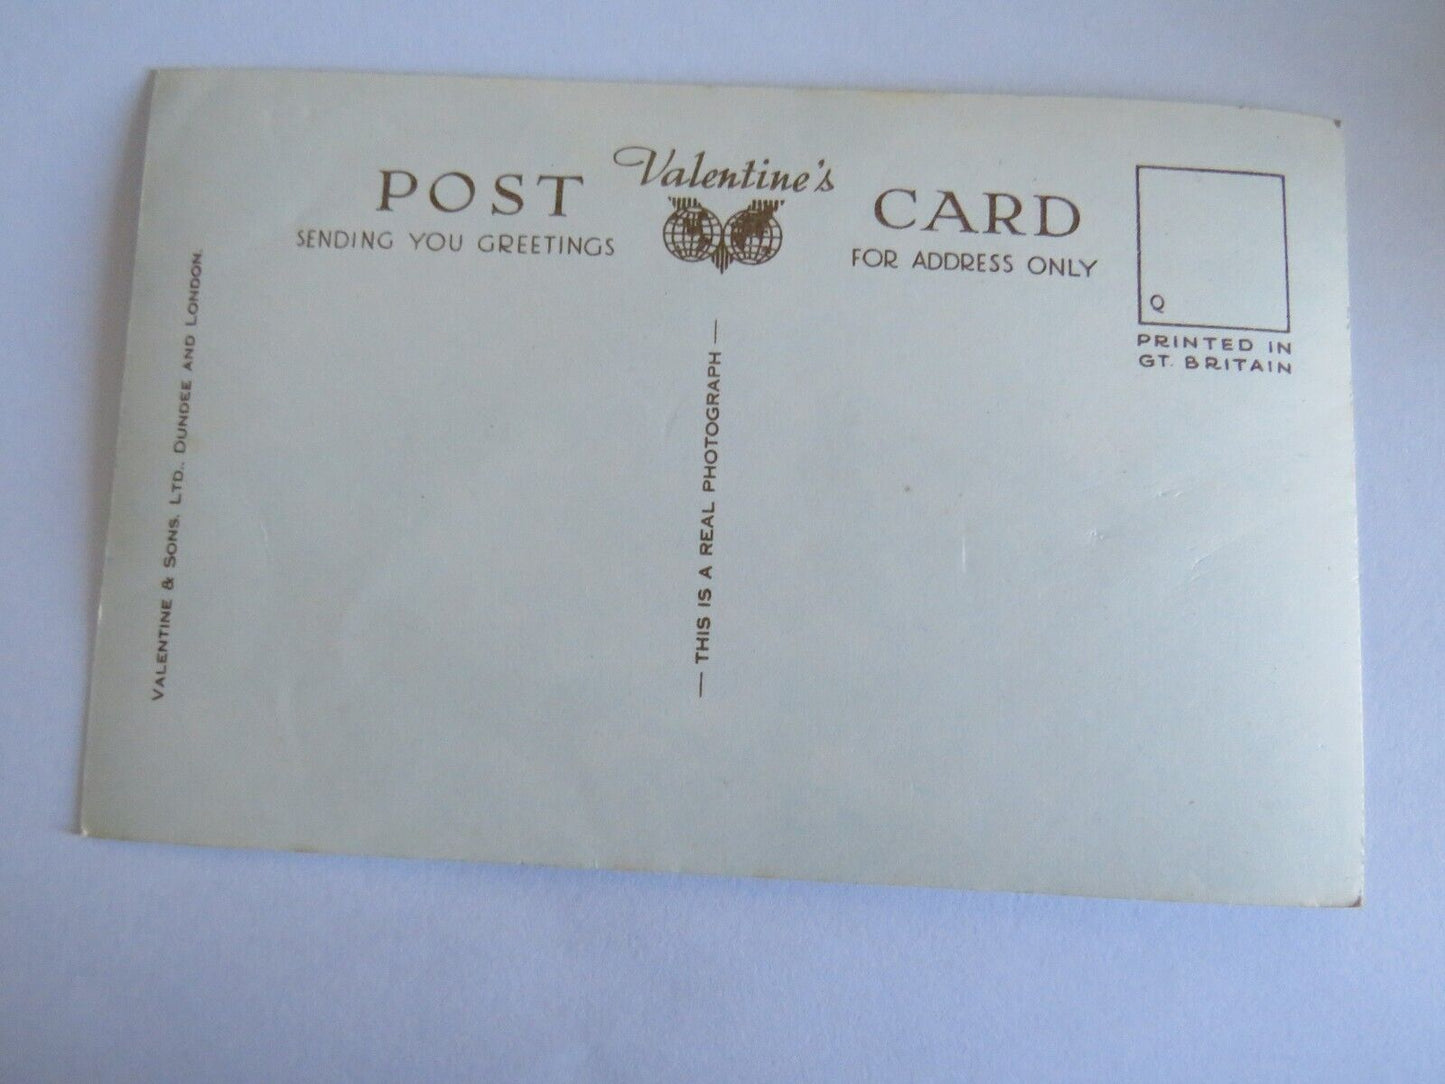 Valentine's
POST CARD
SENDING YOU GREETINGS
FOR ADDRESS ONLY
Q
PRINTED IN
GT. BRITAIN
— THIS IS A REAL PHOTOGRAPH —
VALENTINE & SONS, LTD., DUNDEE AND LONDON.